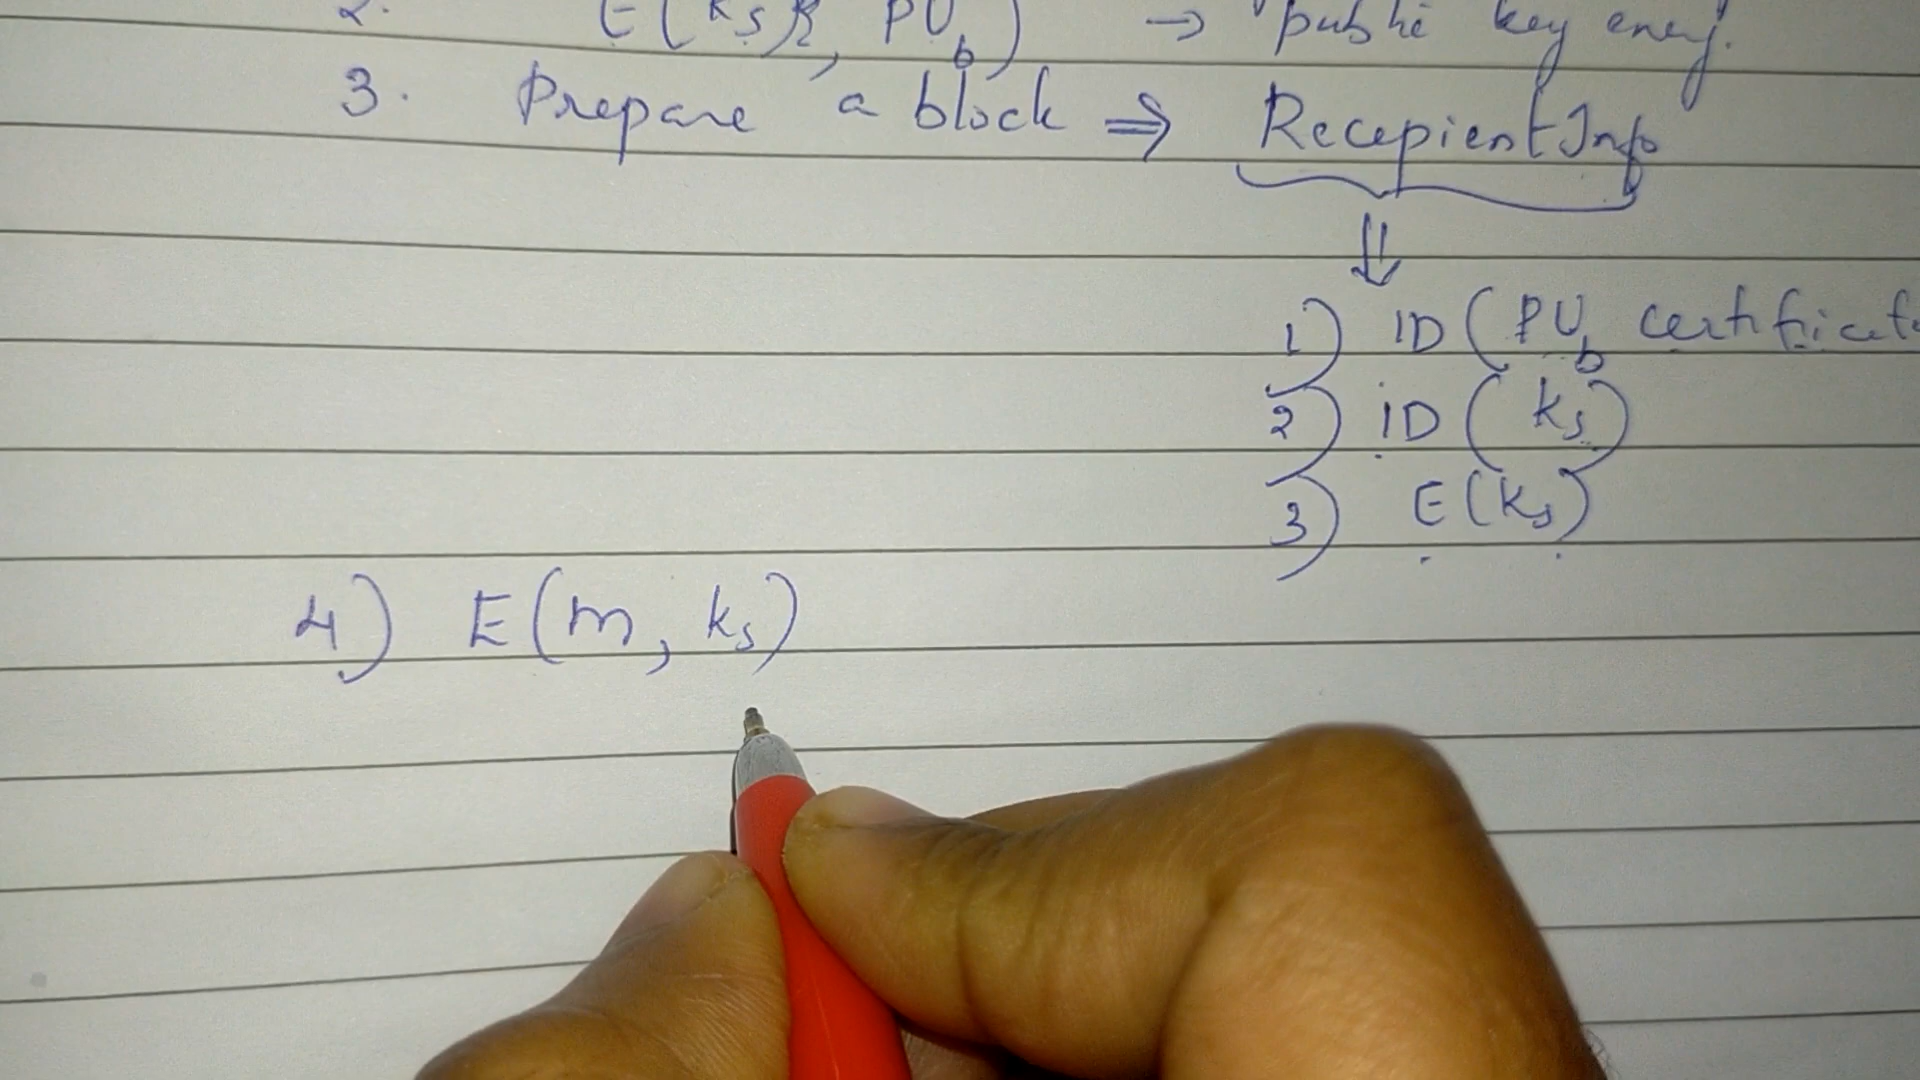 2. E(Ks, PUb) → public key
3. Prepare a block ⇒ RecepientInfo
⇓
1) ID (PUb certificate
2) iD (Ks)
3) E(Ks)
4) E(m, Ks)